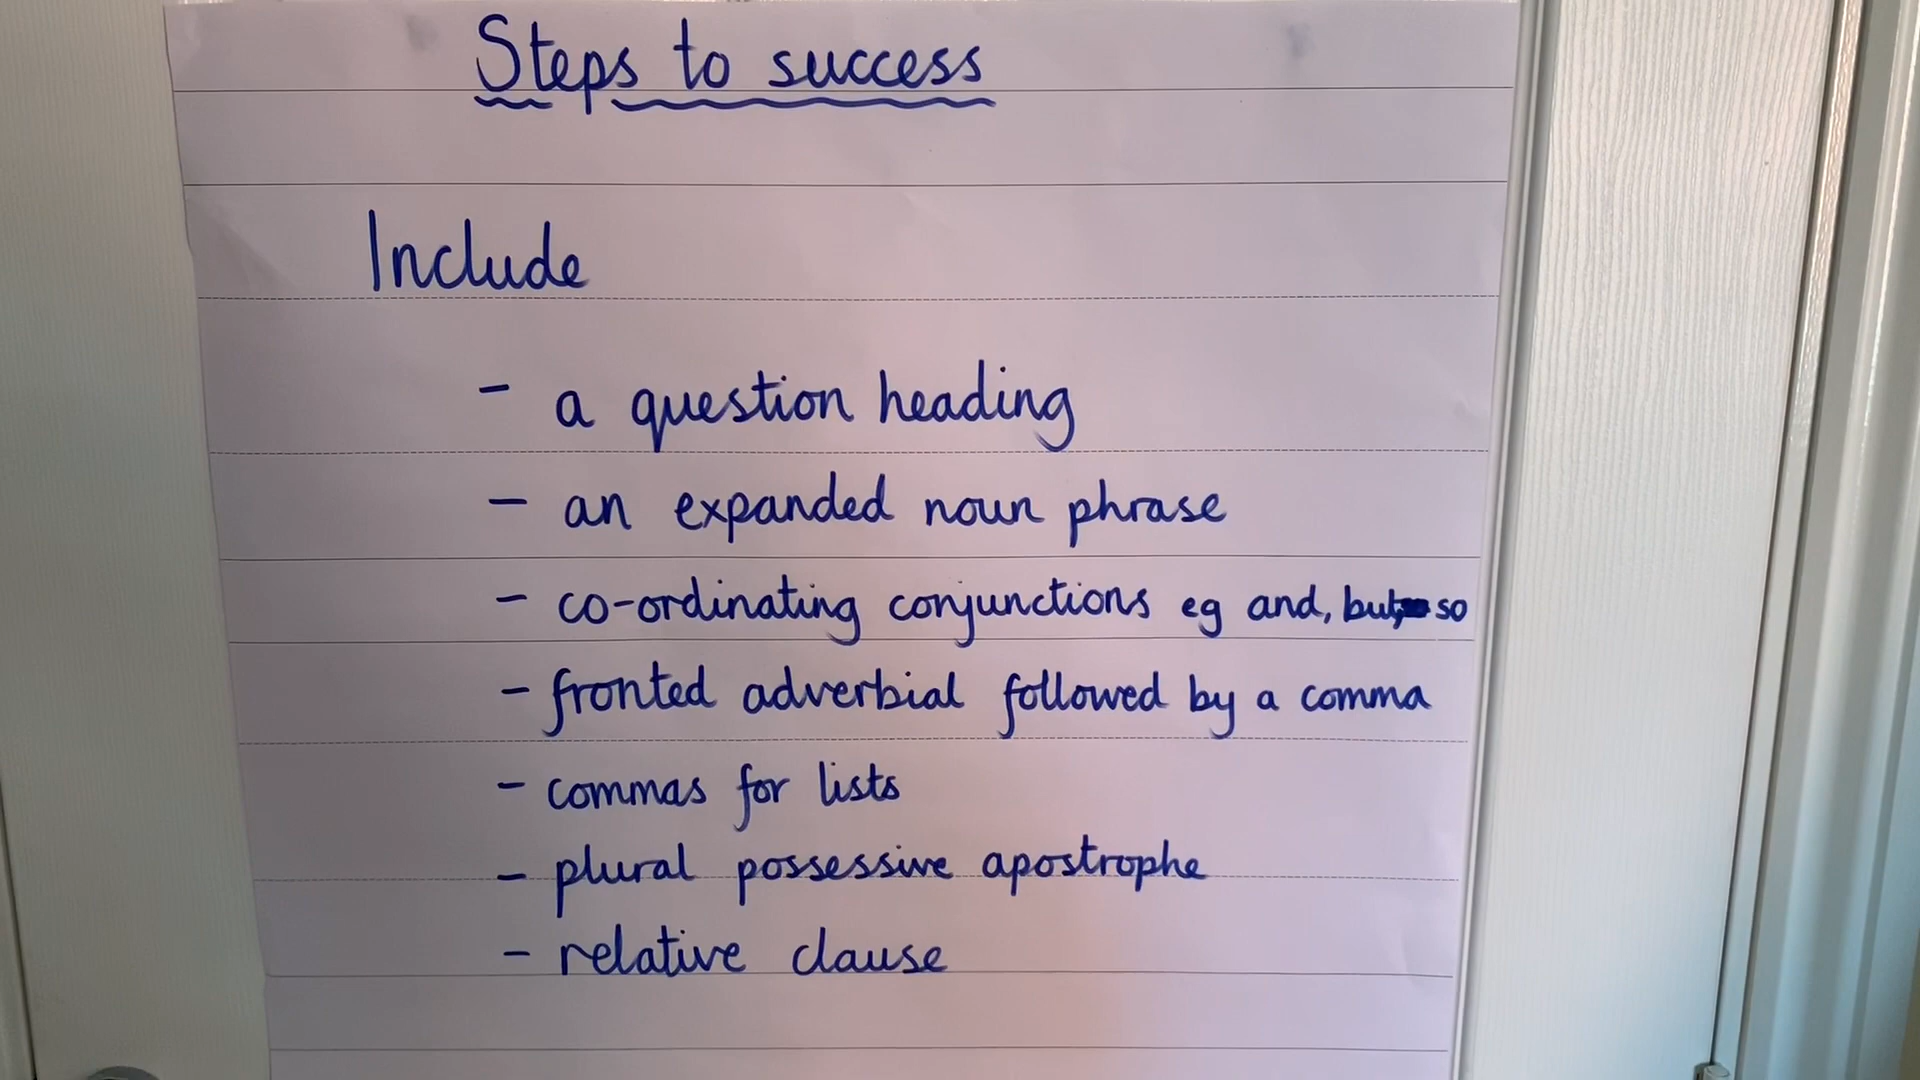 Steps to success
Include
- a question heading
- an expanded noun phrase
- co-ordinating conjunctions eg and, but, so
- fronted adverbial followed by a comma
- commas for lists
- plural possessive apostrophe
- relative clause